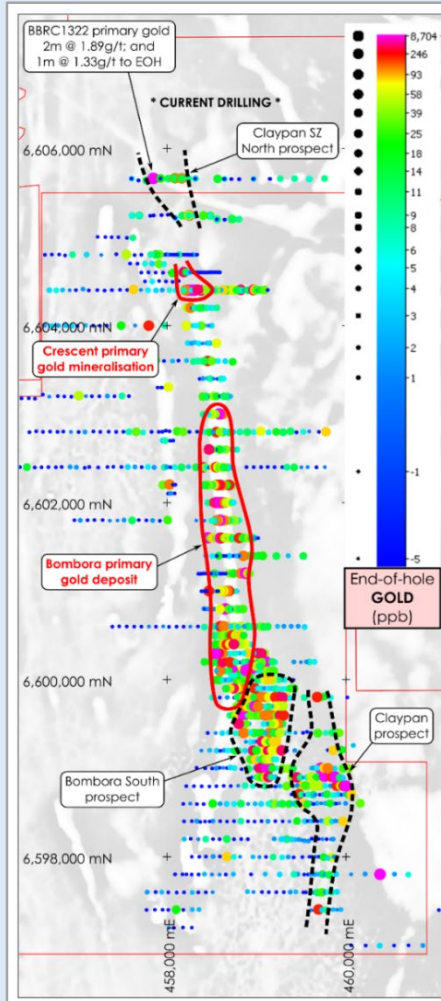 BBRC1322 primary gold
2m @ 1.89g/t; and
1m @ 1.33g/t to EOH
* CURRENT DRILLING *
Claypan SZ
North prospect
6,606,000 mN
6,604,000 mN
Crescent primary
gold mineralisation
6,602,000 mN
Bombora primary
gold deposit
6,600,000 mN
Claypan
prospect
Bombora South
prospect
6,598,000 mN
458,000 mE
460,000 mE
8,704
246
93
58
38
25
18
14
11
9
8
7
6
5
4
3
2
1
-1
-5
End-of-hole
GOLD
(ppb)